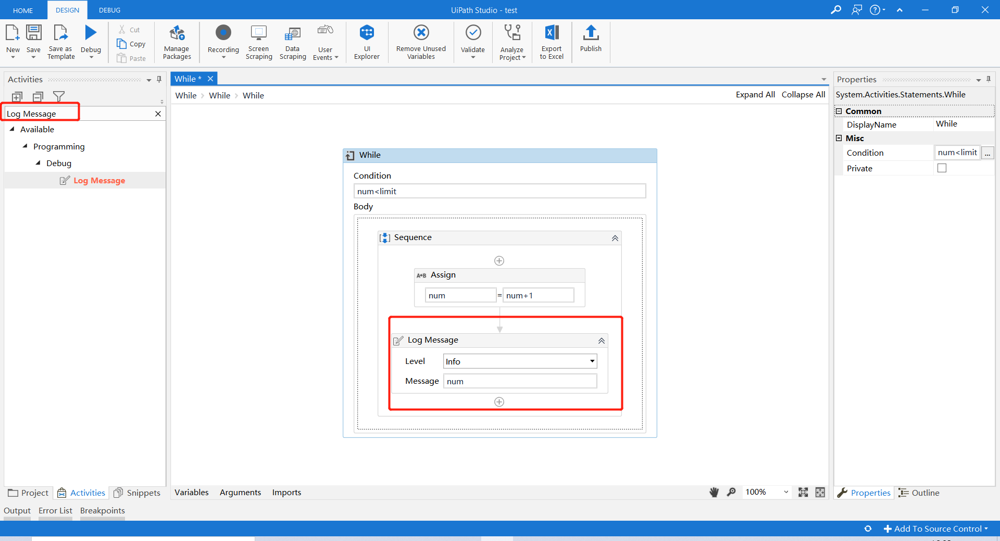 HOME DESIGN DEBUG UiPath Studio - test
New Save Save as Template Debug Cut Copy Paste Manage Packages Recording Screen Scraping Data Scraping User Events UI Explorer Remove Unused Variables Validate Analyze Project Export to Excel Publish
Activities
Log Message
Available
Programming
Debug
Log Message
While *
While While While Expand All Collapse All
While
Condition
num<limit
Body
Sequence
A B Assign
num = num+1
Log Message
Level Info
Message num
Properties
System.Activities.Statements.While
Common
DisplayName While
Misc
Condition num<limit ...
Private
Project Activities Snippets Variables Arguments Imports 100% Properties Outline
Output Error List Breakpoints
Add To Source Control